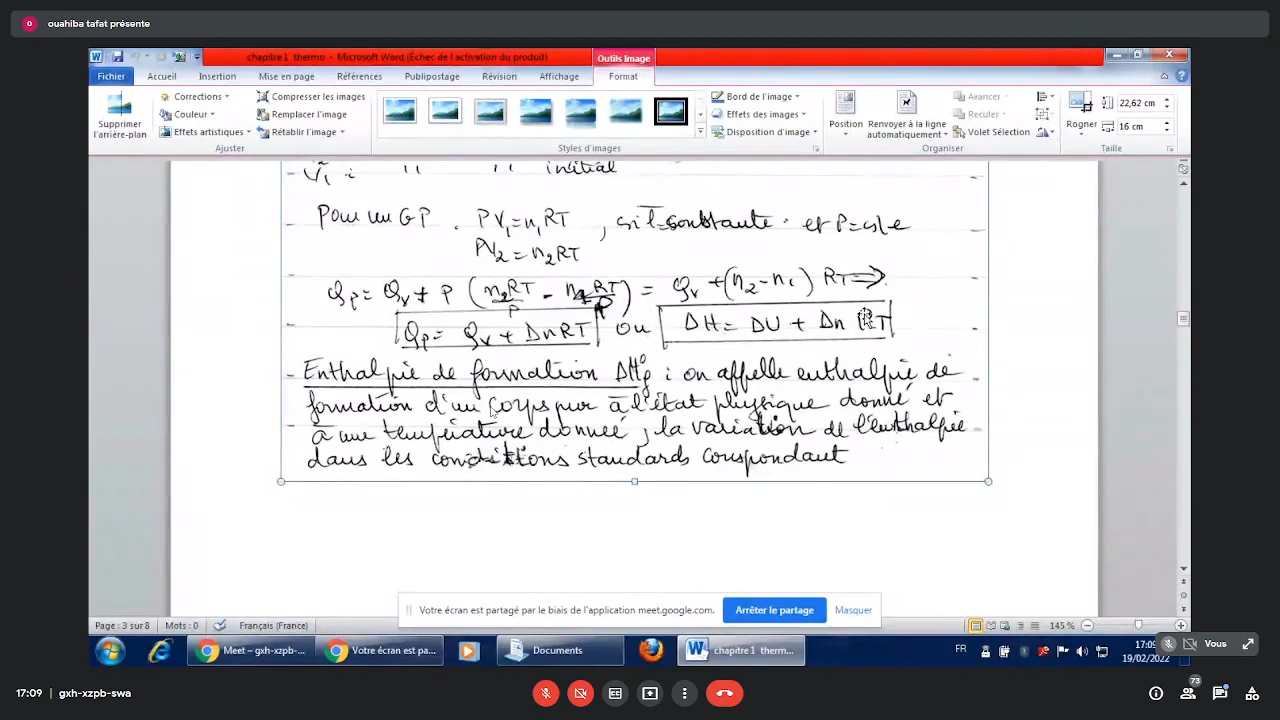 ouahiba tafat présente
chapitre 1 thermo - Microsoft Word (Échec de l'activation du produit)
Outils Image
Fichier Accueil Insertion Mise en page Références Publipostage Révision Affichage Format
Supprimer l'arrière-plan
Corrections
Couleur
Effets artistiques
Compresser les images
Remplacer l'image
Rétablir l'image
Ajuster
Styles d'images
Bord de l'image
Effets des images
Disposition d'image
Position
Renvoyer à la ligne automatiquement
Avancer
Reculer
Volet Sélection
Organiser
Rogner
22,62 cm
16 cm
Taille
V1 : " " initial
Pour un GP : PV1 = n1RT , si T=constante et P=cste
PV2 = n2RT
Qp = Qv + P (n2RT/P - n1RT/P) = Qv + (n2 - n1) RT ⇒
Qp = Qv + ΔnRT ou ΔH = ΔU + Δn RT
Enthalpie de formation ΔH°f : on appelle enthalpie de
formation d'un corps pur à l'état physique donné et
à une température donnée, la variation de l'enthalpie
dans les conditions standards correspondant
Votre écran est partagé par le biais de l'application meet.google.com.
Arrêter le partage
Masquer
Page : 3 sur 8 Mots : 0 Français (France) 145 %
Meet – gxh-xzpb-... Votre écran est pa... Documents chapitre 1 therm... FR 17:09
19/02/2022
Vous
17:09 gxh-xzpb-swa
73